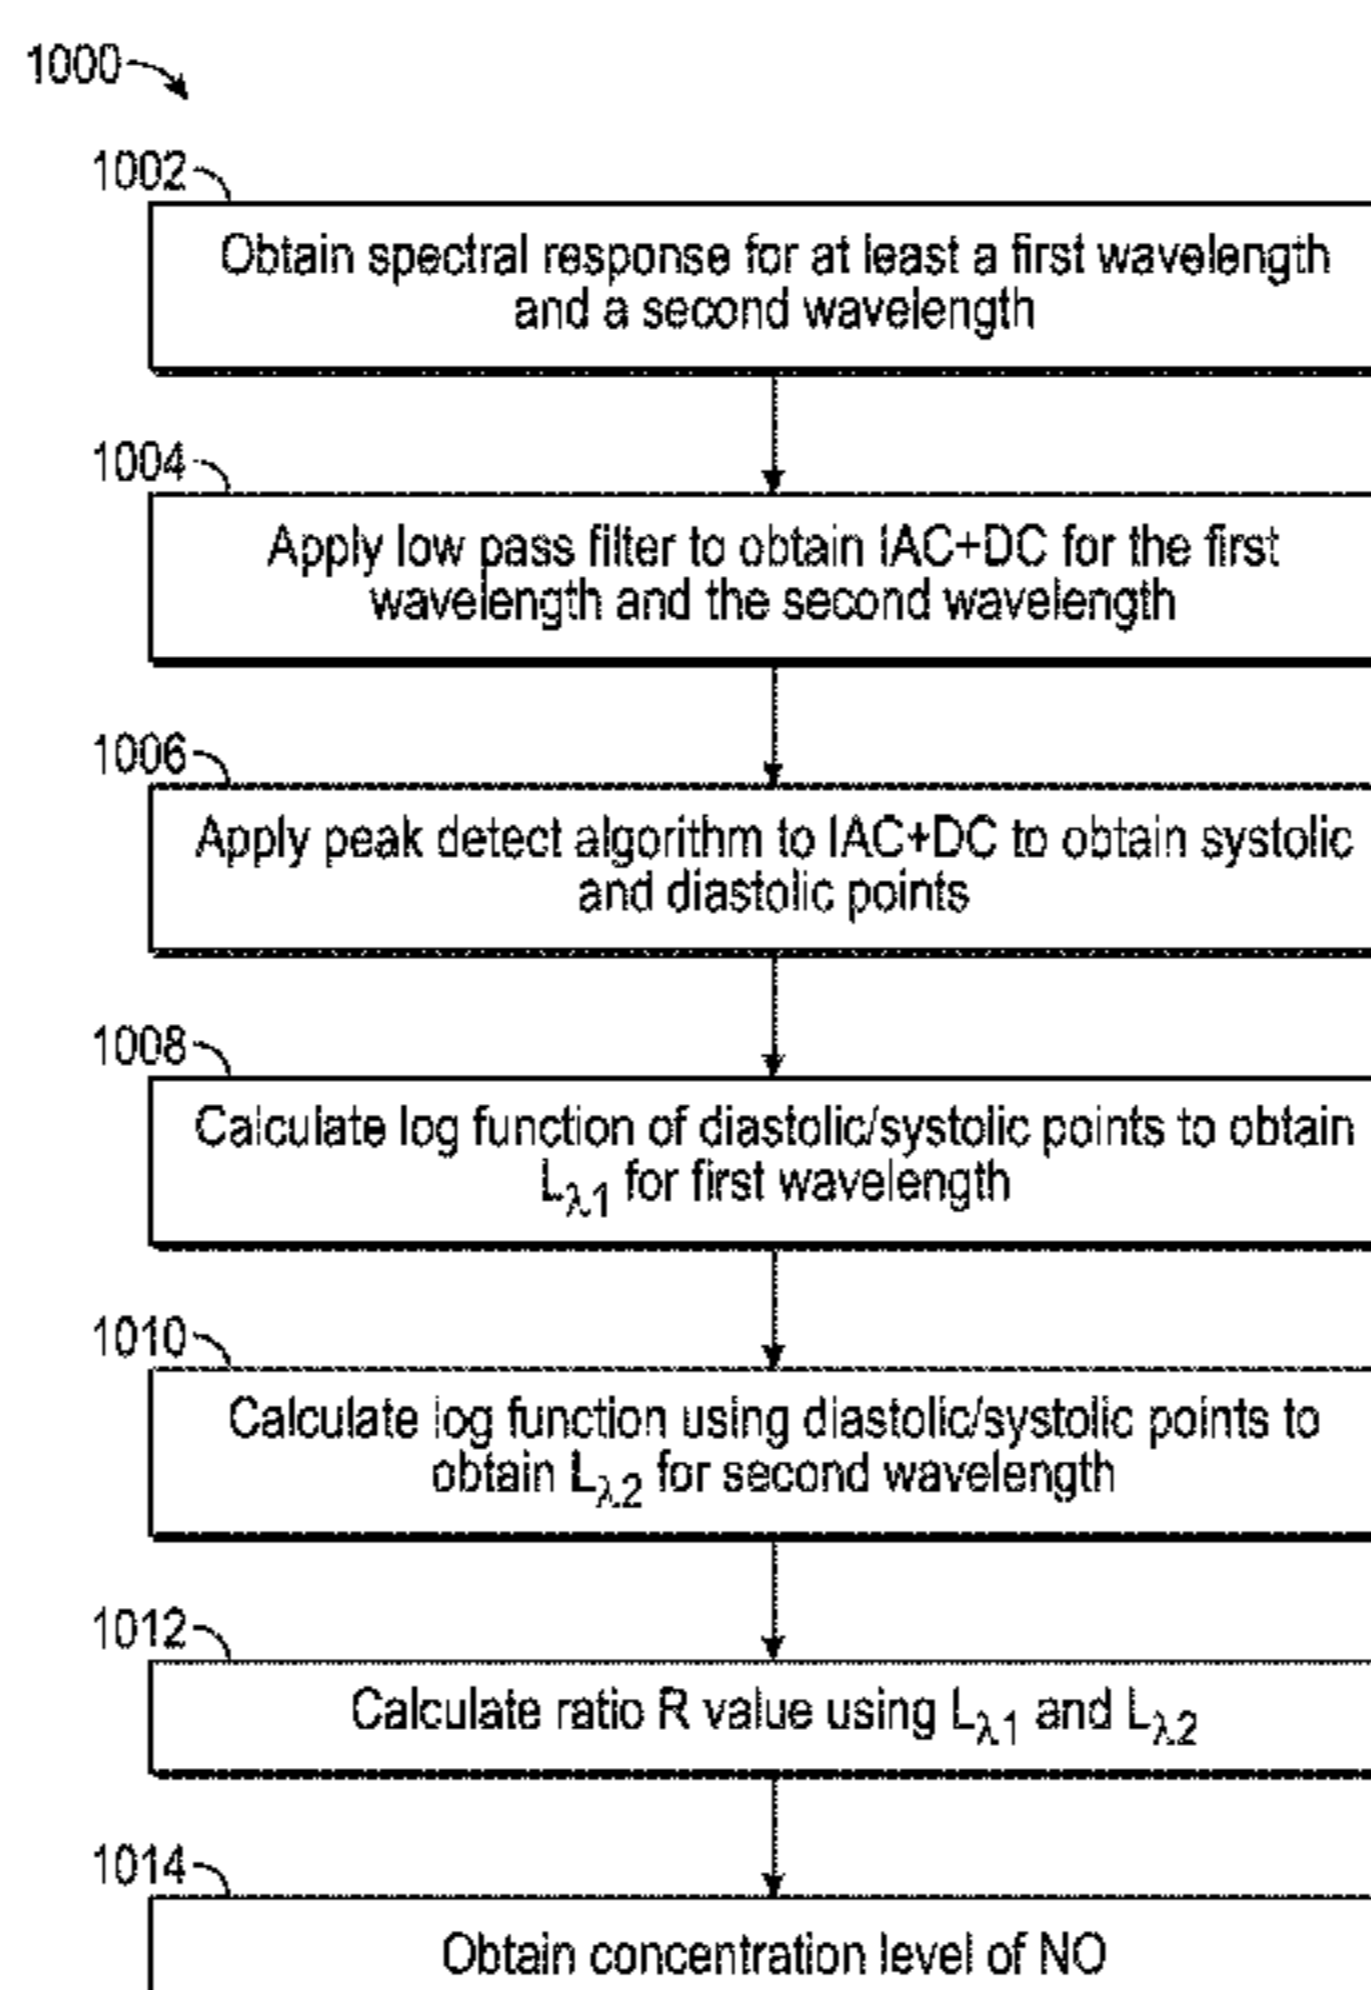 1000
1002
Obtain spectral response for at least a first wavelength
and a second wavelength
1004
Apply low pass filter to obtain IAC+DC for the first
wavelength and the second wavelength
1006
Apply peak detect algorithm to IAC+DC to obtain systolic
and diastolic points
1008
Calculate log function of diastolic/systolic points to obtain
Lλ1 for first wavelength
1010
Calculate log function using diastolic/systolic points to
obtain Lλ2 for second wavelength
1012
Calculate ratio R value using Lλ1 and Lλ2
1014
Obtain concentration level of NO